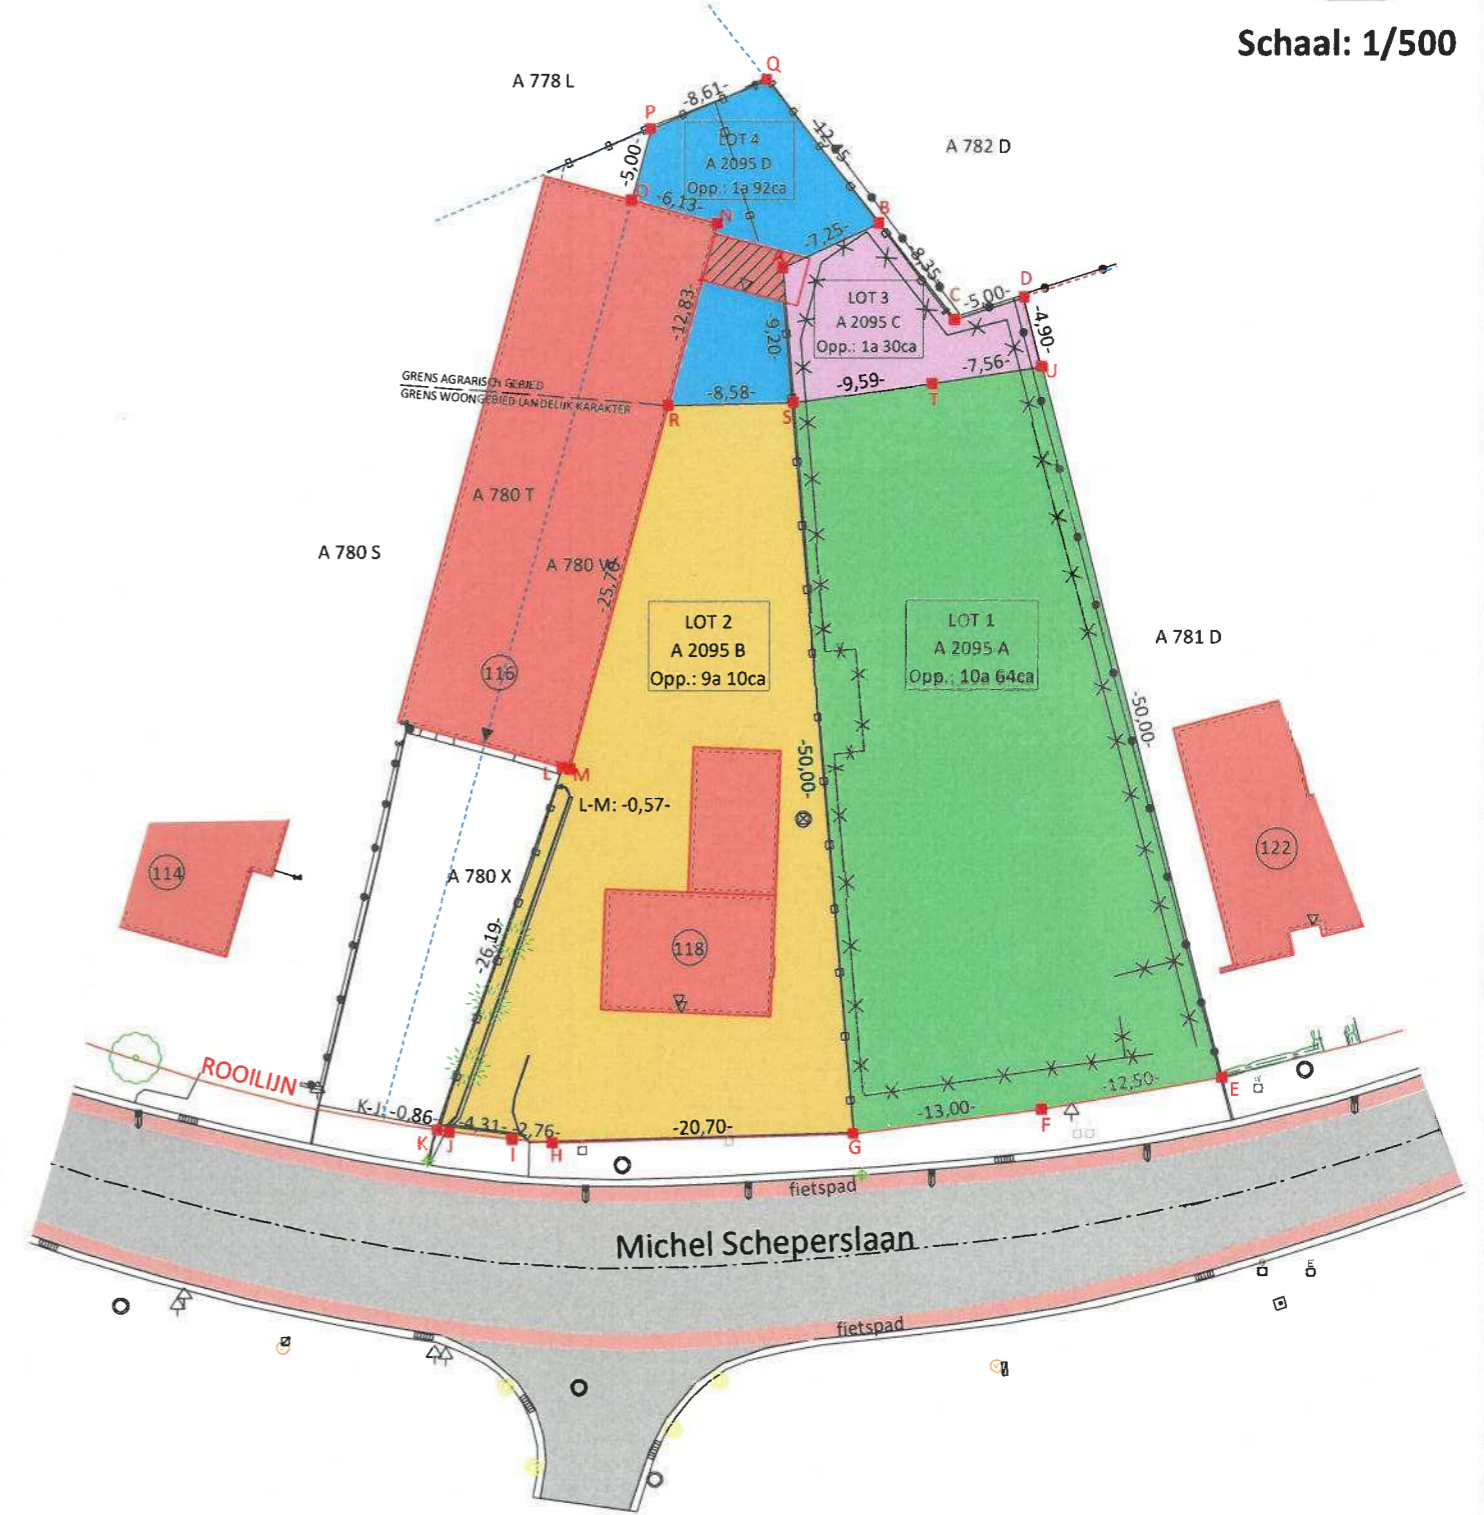 Schaal: 1/500
Q
A 778 L
-8,61-
P
-12,45-
A 782 D
LOT 4
A 2095 D
Opp.: 1a 92ca
-5,00-
O
-6,13-
N
B
-7,25-
A
-8,35-
D
C
-5,00-
LOT 3
A 2095 C
Opp.: 1a 30ca
-12,83-
-9,20-
-4,90-
-7,56-
U
-9,59-
T
GRENS AGRARISCH GEBIED
GRENS WOONGEBIED LANDELIJK KARAKTER
-8,58-
R
S
A 780 T
A 780 S
A 780 W
-25,76-
LOT 2
A 2095 B
Opp.: 9a 10ca
LOT 1
A 2095 A
Opp.: 10a 64ca
A 781 D
116
-50,00-
L
M
-50,00-
L-M: -0,57-
114
A 780 X
122
-26,19-
118
ROOILIJN
K-J: -0,86-
-4,31-
-2,76-
-20,70-
-13,00-
-12,50-
E
F
K
J
I
H
G
fietspad
Michel Scheperslaan
fietspad